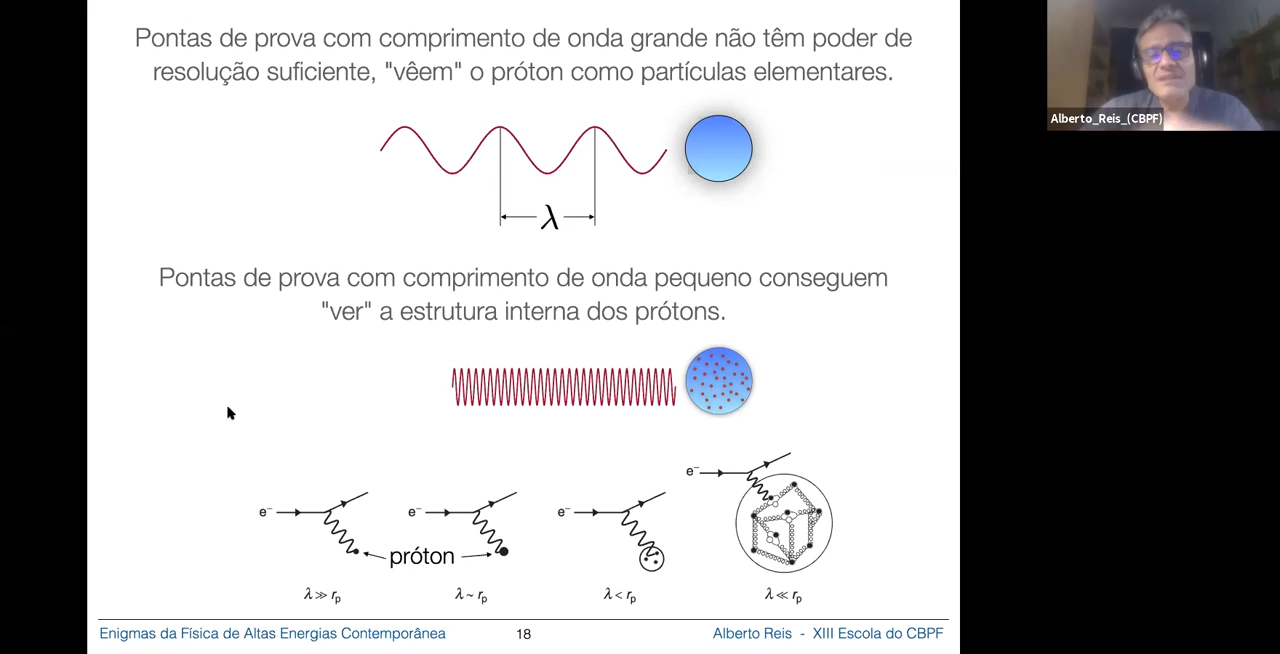 Pontas de prova com comprimento de onda grande não têm poder de
resolução suficiente, "vêem" o próton como partículas elementares.
Alberto_Reis_(CBPF)
λ
Pontas de prova com comprimento de onda pequeno conseguem
"ver" a estrutura interna dos prótons.
e⁻
e⁻
e⁻
e⁻
próton
λ ≫ rₚ
λ ~ rₚ
λ < rₚ
λ ≪ rₚ
Enigmas da Física de Altas Energias Contemporânea
18
Alberto Reis - XIII Escola do CBPF